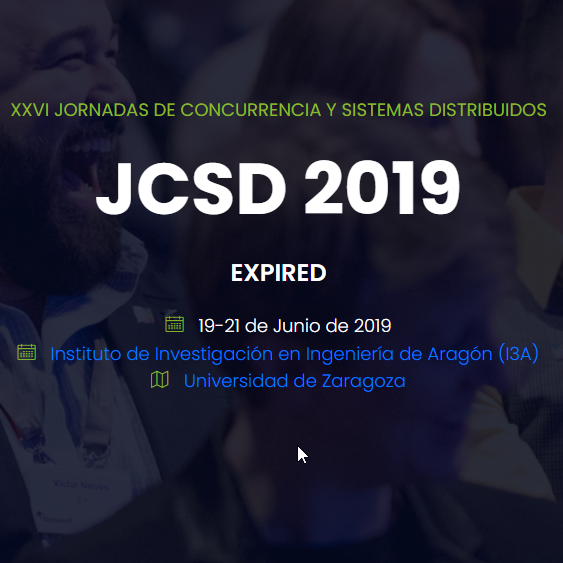 XXVI JORNADAS DE CONCURRENCIA Y SISTEMAS DISTRIBUIDOS
JCSD 2019
EXPIRED
19-21 de Junio de 2019
Instituto de Investigación en Ingeniería de Aragón (I3A)
Universidad de Zaragoza